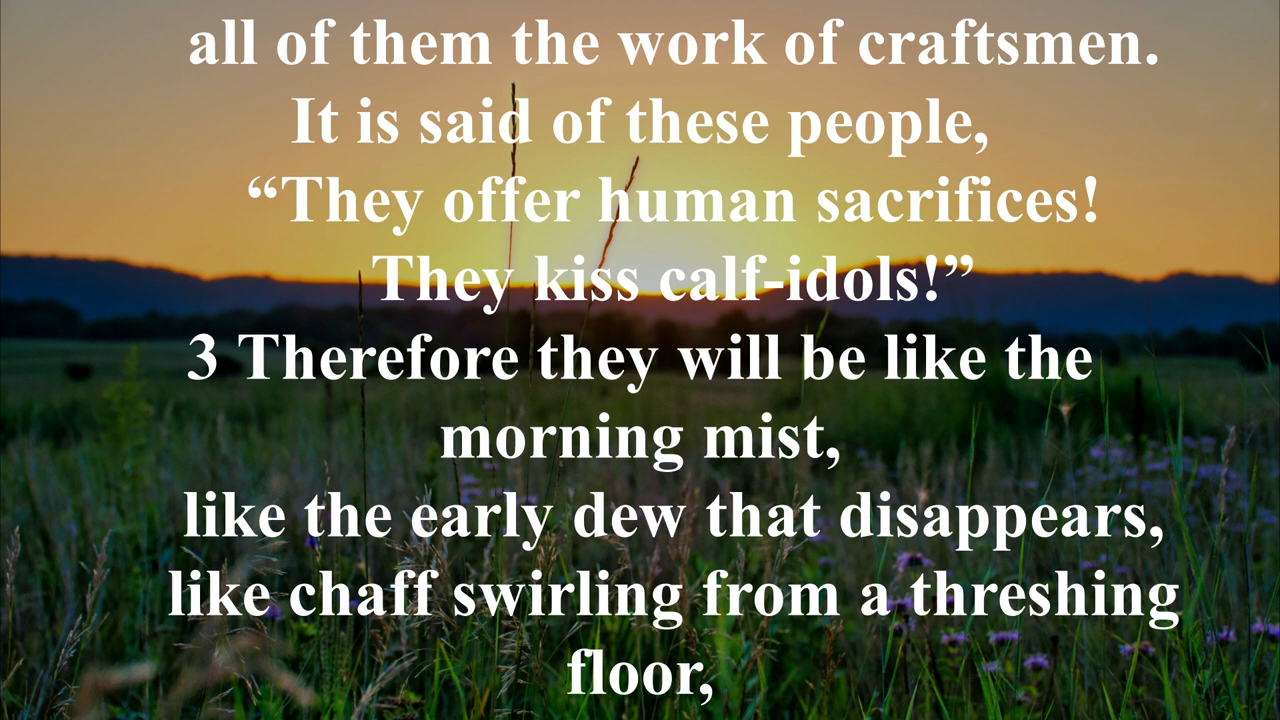 all of them the work of craftsmen.
It is said of these people,
“They offer human sacrifices!
They kiss calf-idols!”
3 Therefore they will be like the
morning mist,
like the early dew that disappears,
like chaff swirling from a threshing
floor,